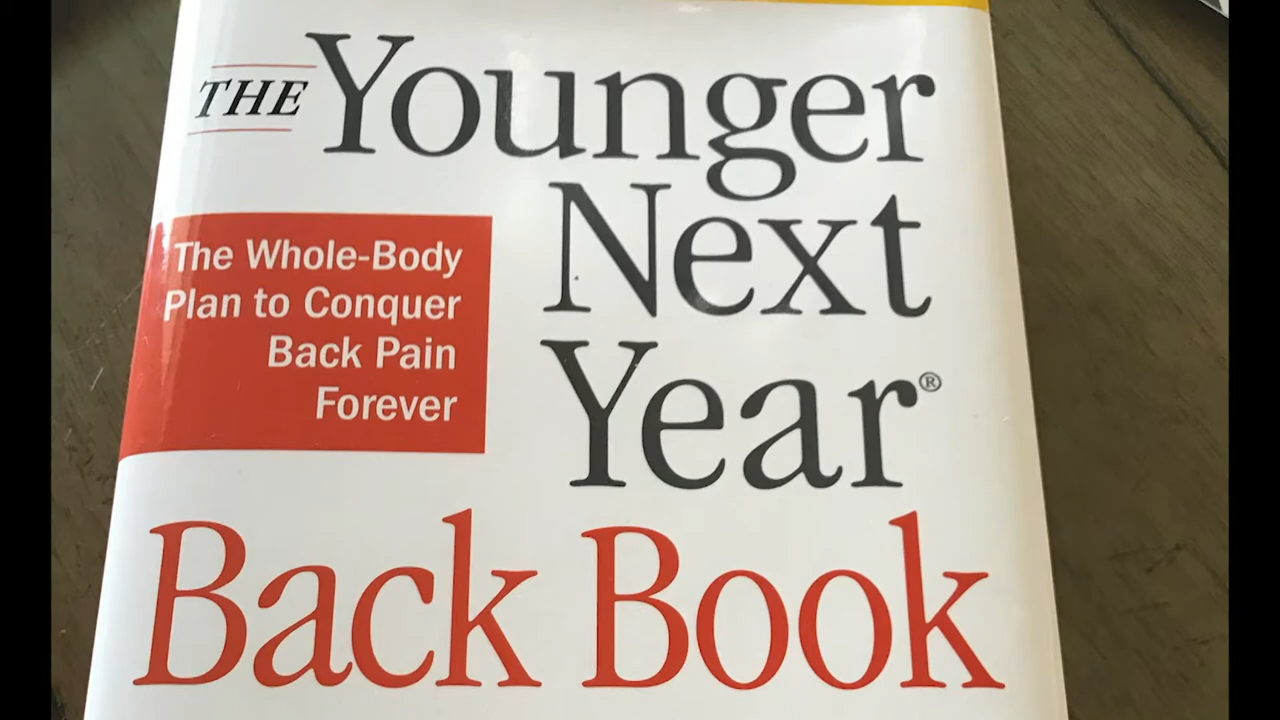 THE Younger
Next
Year®
The Whole-Body
Plan to Conquer
Back Pain
Forever
Back Book